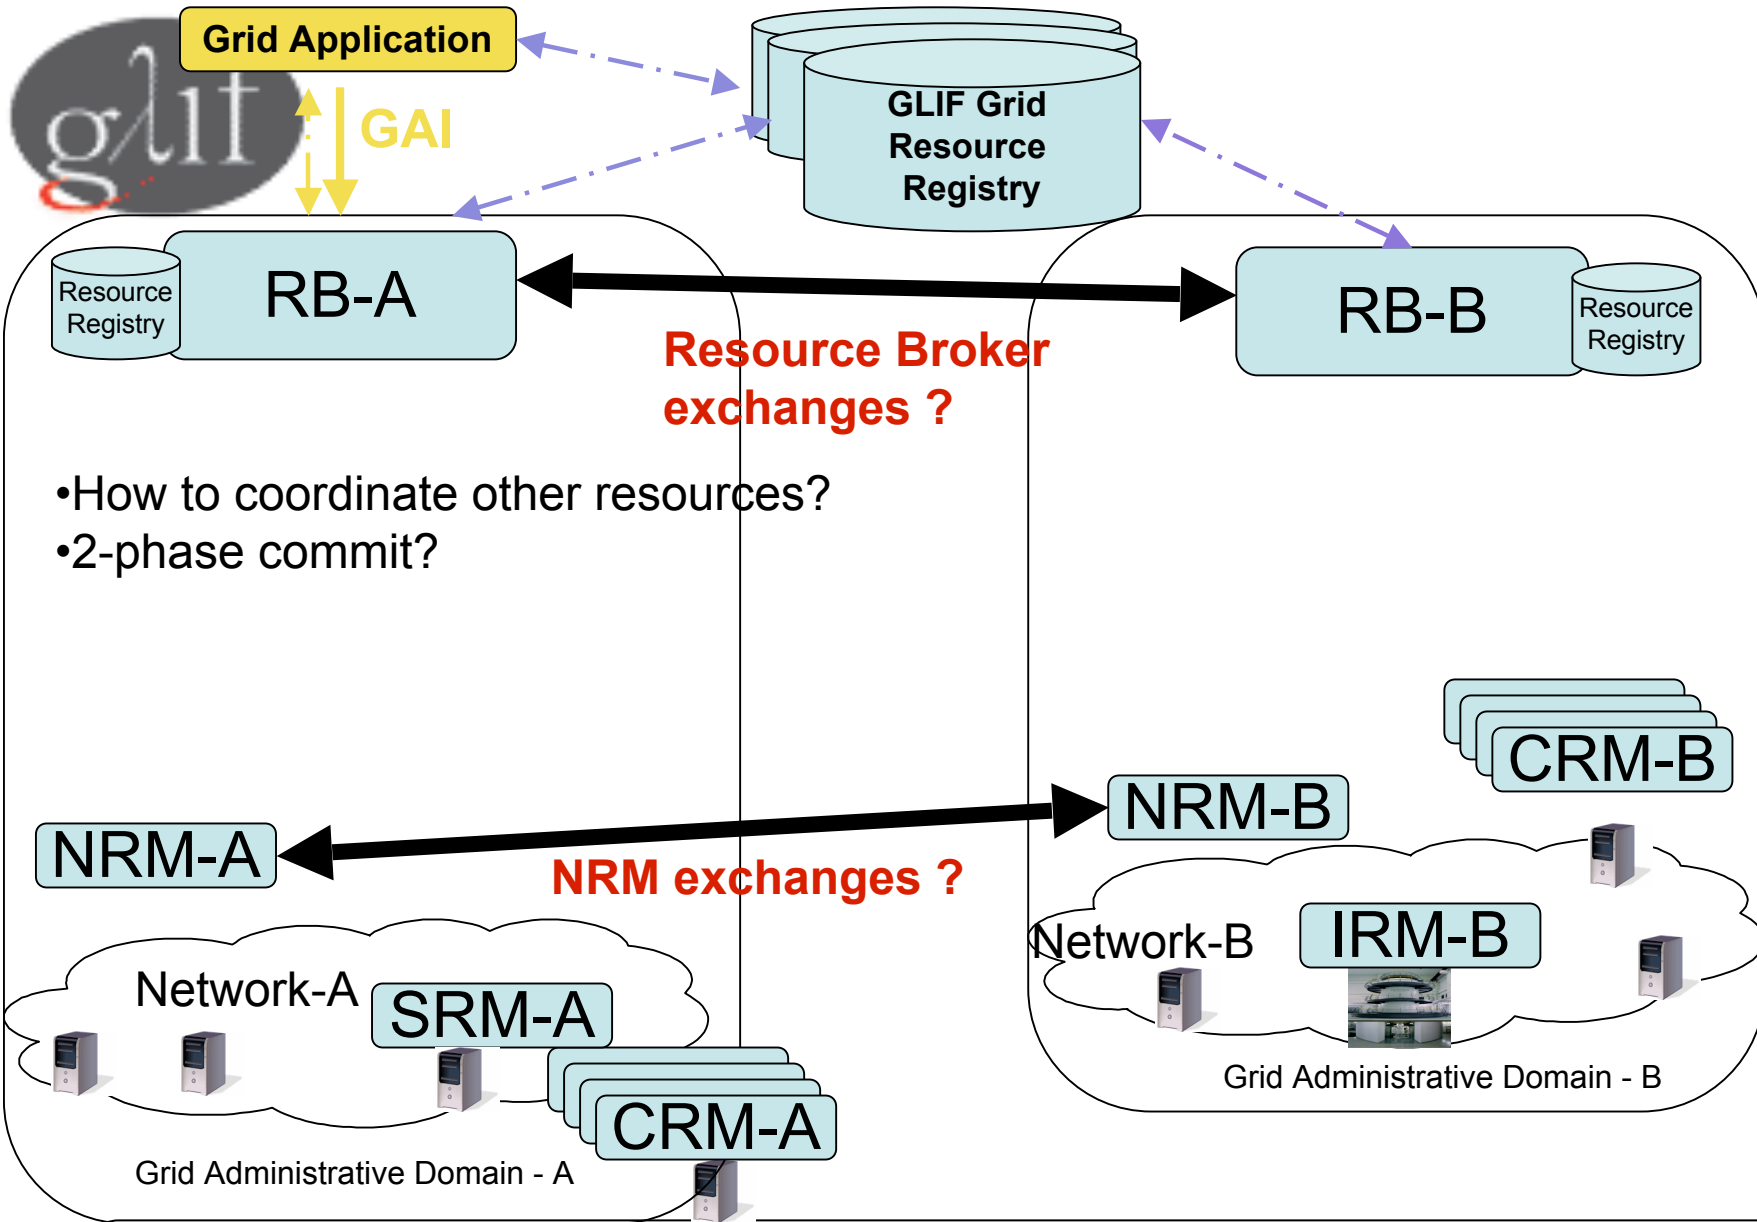 Grid Application
gλif
GAI
GLIF Grid
Resource
Registry
Resource
Registry
RB-A
RB-B
Resource
Registry
Resource Broker
exchanges ?
•How to coordinate other resources?
•2-phase commit?
CRM-B
NRM-B
NRM-A
NRM exchanges ?
Network-B
IRM-B
Network-A
SRM-A
Grid Administrative Domain - B
CRM-A
Grid Administrative Domain - A